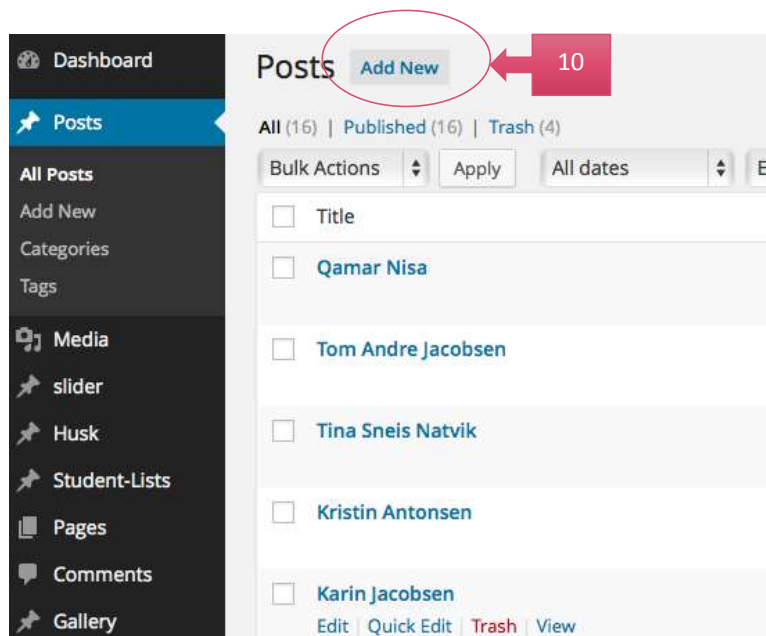 Dashboard
Posts
All Posts
Add New
Categories
Tags
Media
slider
Husk
Student-Lists
Pages
Comments
Gallery
Posts Add New
10
All (16) | Published (16) | Trash (4)
Bulk Actions Apply All dates
Title
Qamar Nisa
Tom Andre Jacobsen
Tina Sneis Natvik
Kristin Antonsen
Karin Jacobsen
Edit | Quick Edit | Trash | View